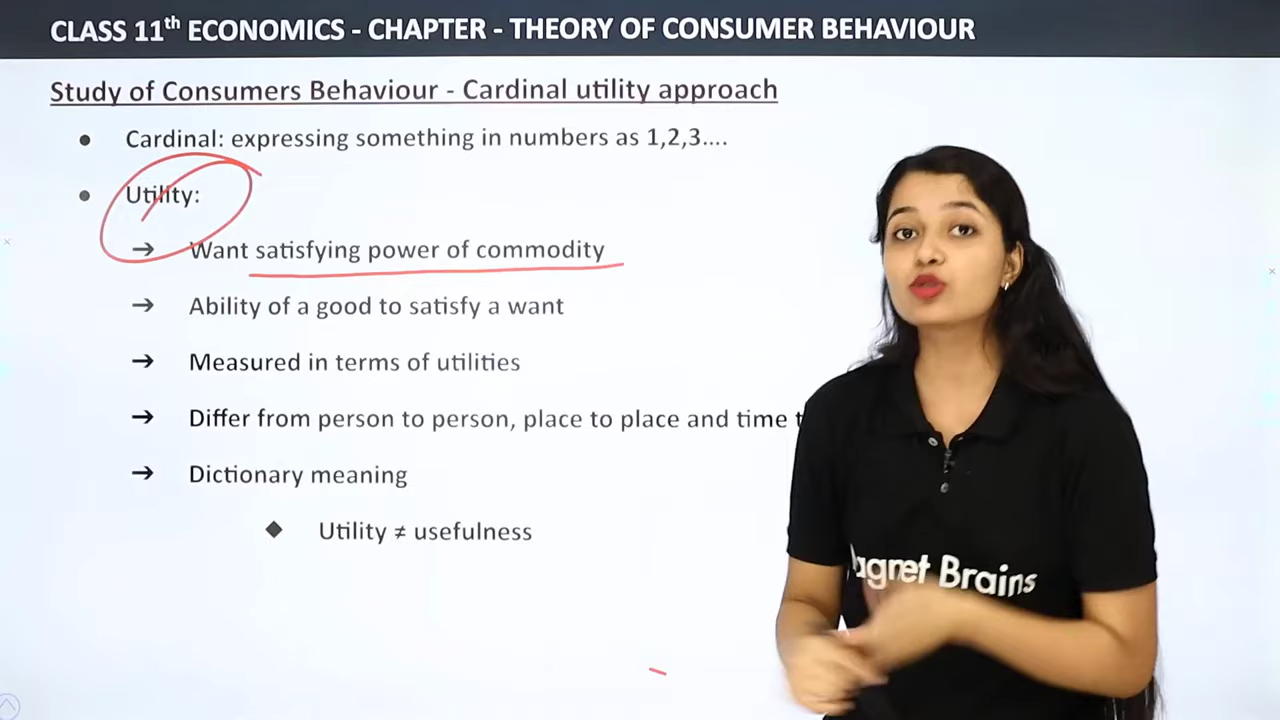 CLASS 11th ECONOMICS - CHAPTER - THEORY OF CONSUMER BEHAVIOUR
Study of Consumers Behaviour - Cardinal utility approach
● Cardinal: expressing something in numbers as 1,2,3....
● Utility:
→ Want satisfying power of commodity
→ Ability of a good to satisfy a want
→ Measured in terms of utilities
→ Differ from person to person, place to place and time
→ Dictionary meaning
◆ Utility ≠ usefulness
agnet Brains